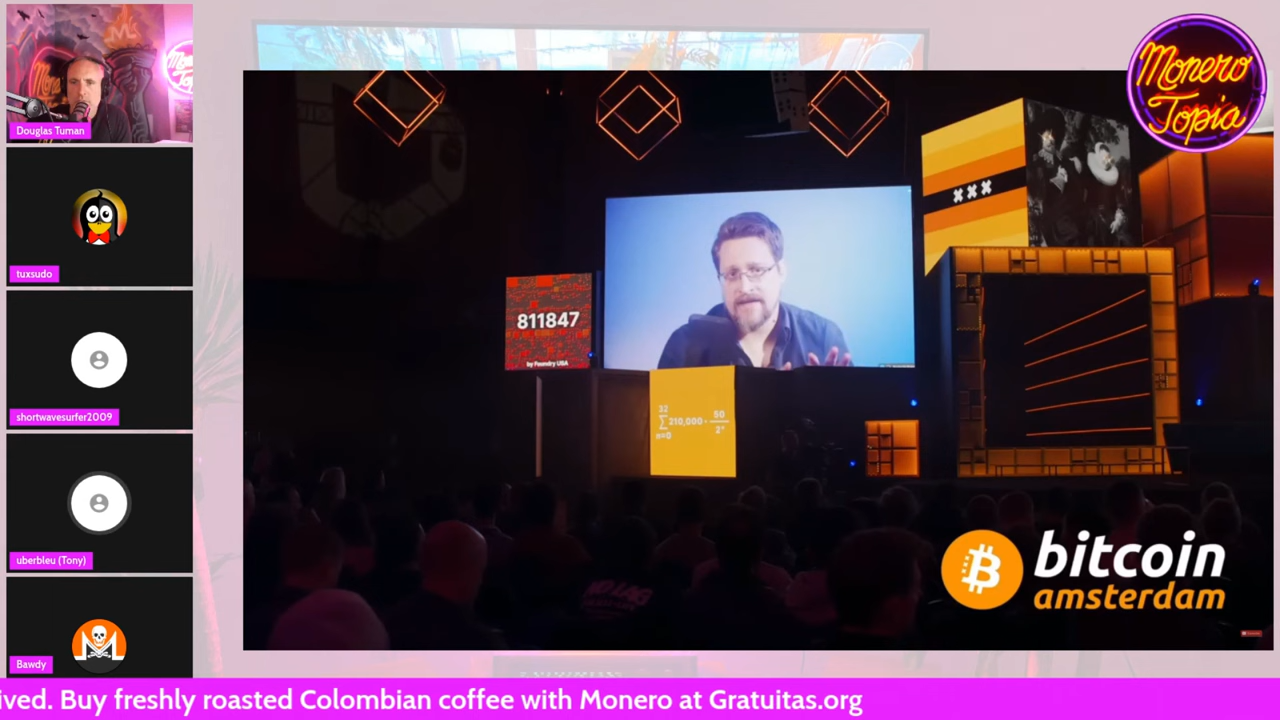 Douglas Tuman
tuxsudo
shortwavesurfer2009
uberbleu (Tony)
Bawdy
Monero
Topia
811847
by Foundry USA
32
∑ 210,000 · 50
n=0 2ⁿ
XXX
bitcoin
amsterdam
ived. Buy freshly roasted Colombian coffee with Monero at Gratuitas.org